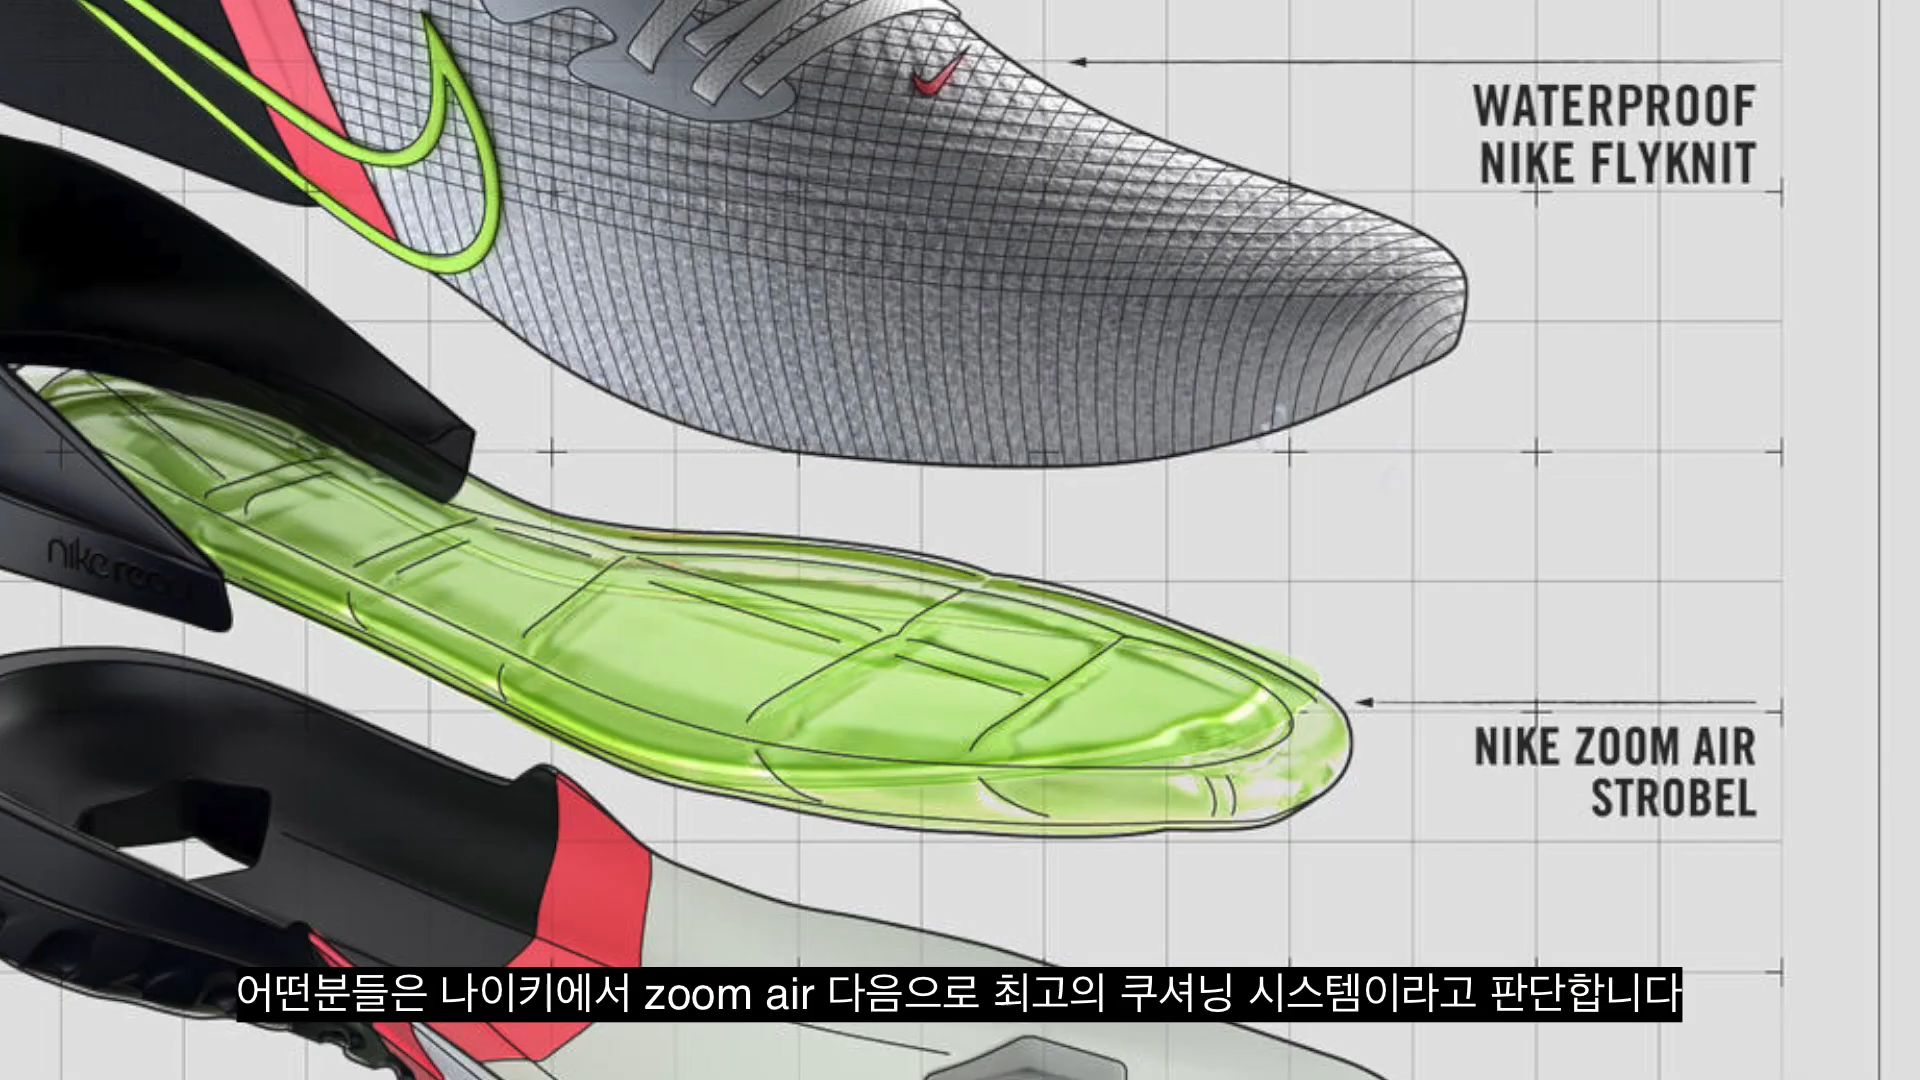 WATERPROOF
NIKE FLYKNIT
nike react
NIKE ZOOM AIR
STROBEL
어떤분들은 나이키에서 zoom air 다음으로 최고의 쿠셔닝 시스템이라고 판단합니다